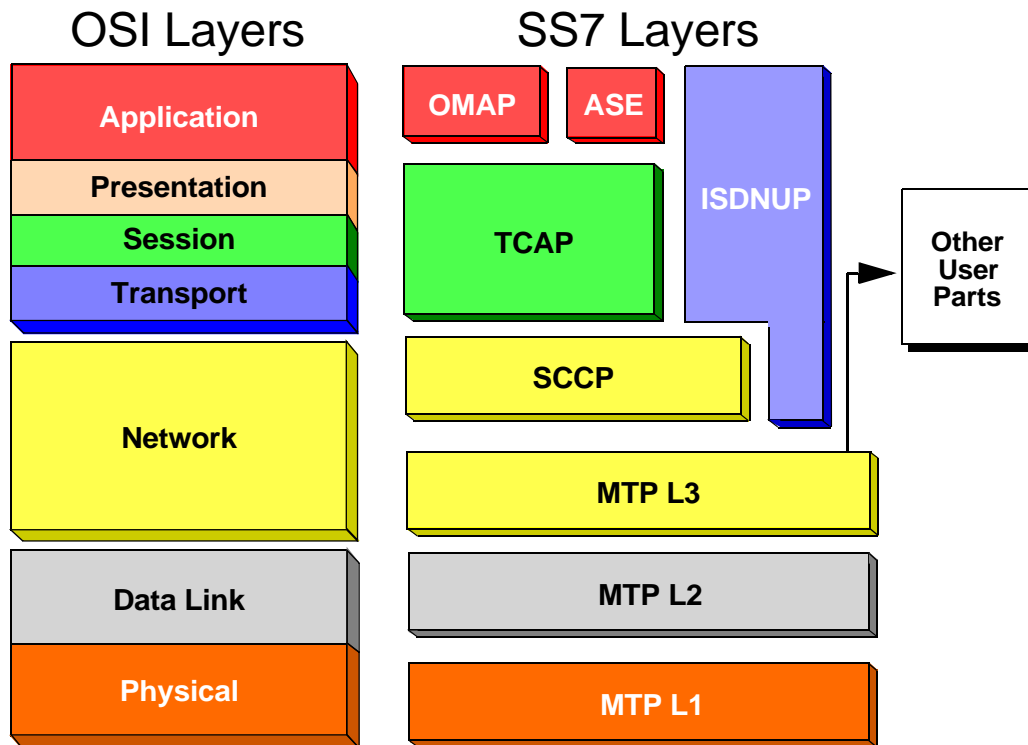 OSI Layers
SS7 Layers
Application
Presentation
Session
Transport
Network
Data Link
Physical
OMAP
ASE
ISDNUP
TCAP
SCCP
MTP L3
MTP L2
MTP L1
Other
User
Parts